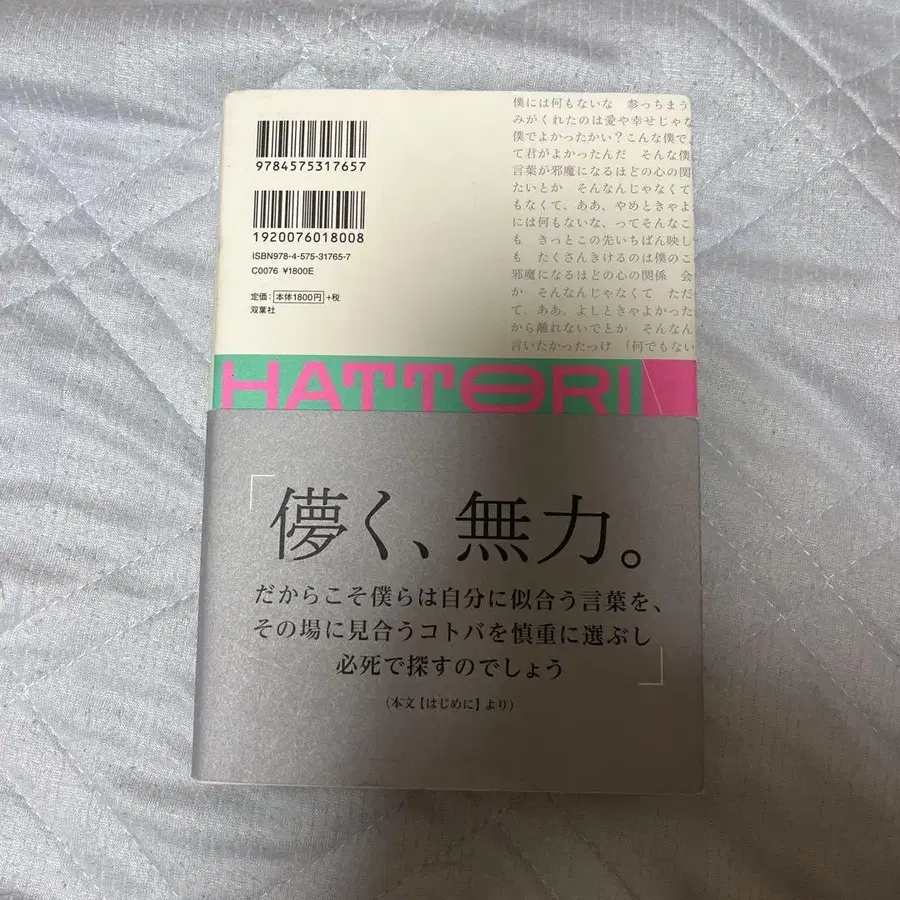 9784575317657
1920076018008
ISBN978-4-575-31765-7
C0076 ¥1800E
定価：本体1800円+税
双葉社
僕には何もないな　参っちまう
みがくれたのは愛や幸せじゃな
僕でよかったかい？こんな僕で、
て君がよかったんだ　そんな僕
言葉が邪魔になるほどの心の関
たいとか　そんなんじゃなくて
もなくて、ああ、やめときゃよ
には何もないな、ってそんなこ
も　きっとこの先いちばん映し
も　たくさんきけるのは僕のこ
邪魔になるほどの心の関係　会
か　そんなんじゃなくて　ただ
て、ああ、よしときゃよかった
から離れないでとか　そんなん
言いたかったっけ　「何でもない
HATTORI
「儚く、無力。
だからこそ僕らは自分に似合う言葉を、
その場に見合うコトバを慎重に選ぶし
必死で探すのでしょう」
（本文【はじめに】より）